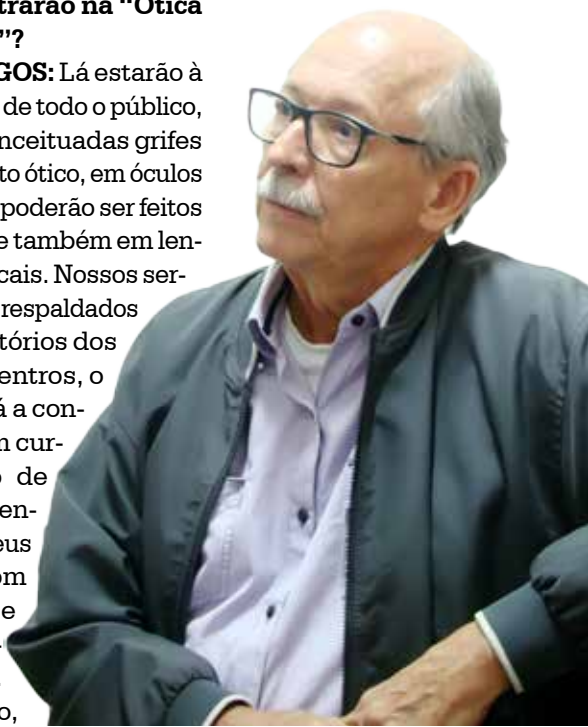 trarão na “Ótica
”?
GOS: Lá estarão à
de todo o público,
nceituadas grifes
to ótico, em óculos
poderão ser feitos
e também em len-
cais. Nossos ser-
respaldados
tórios dos
entros, o
á a con-
m cur-
o de
en-
eus
om
e
o,